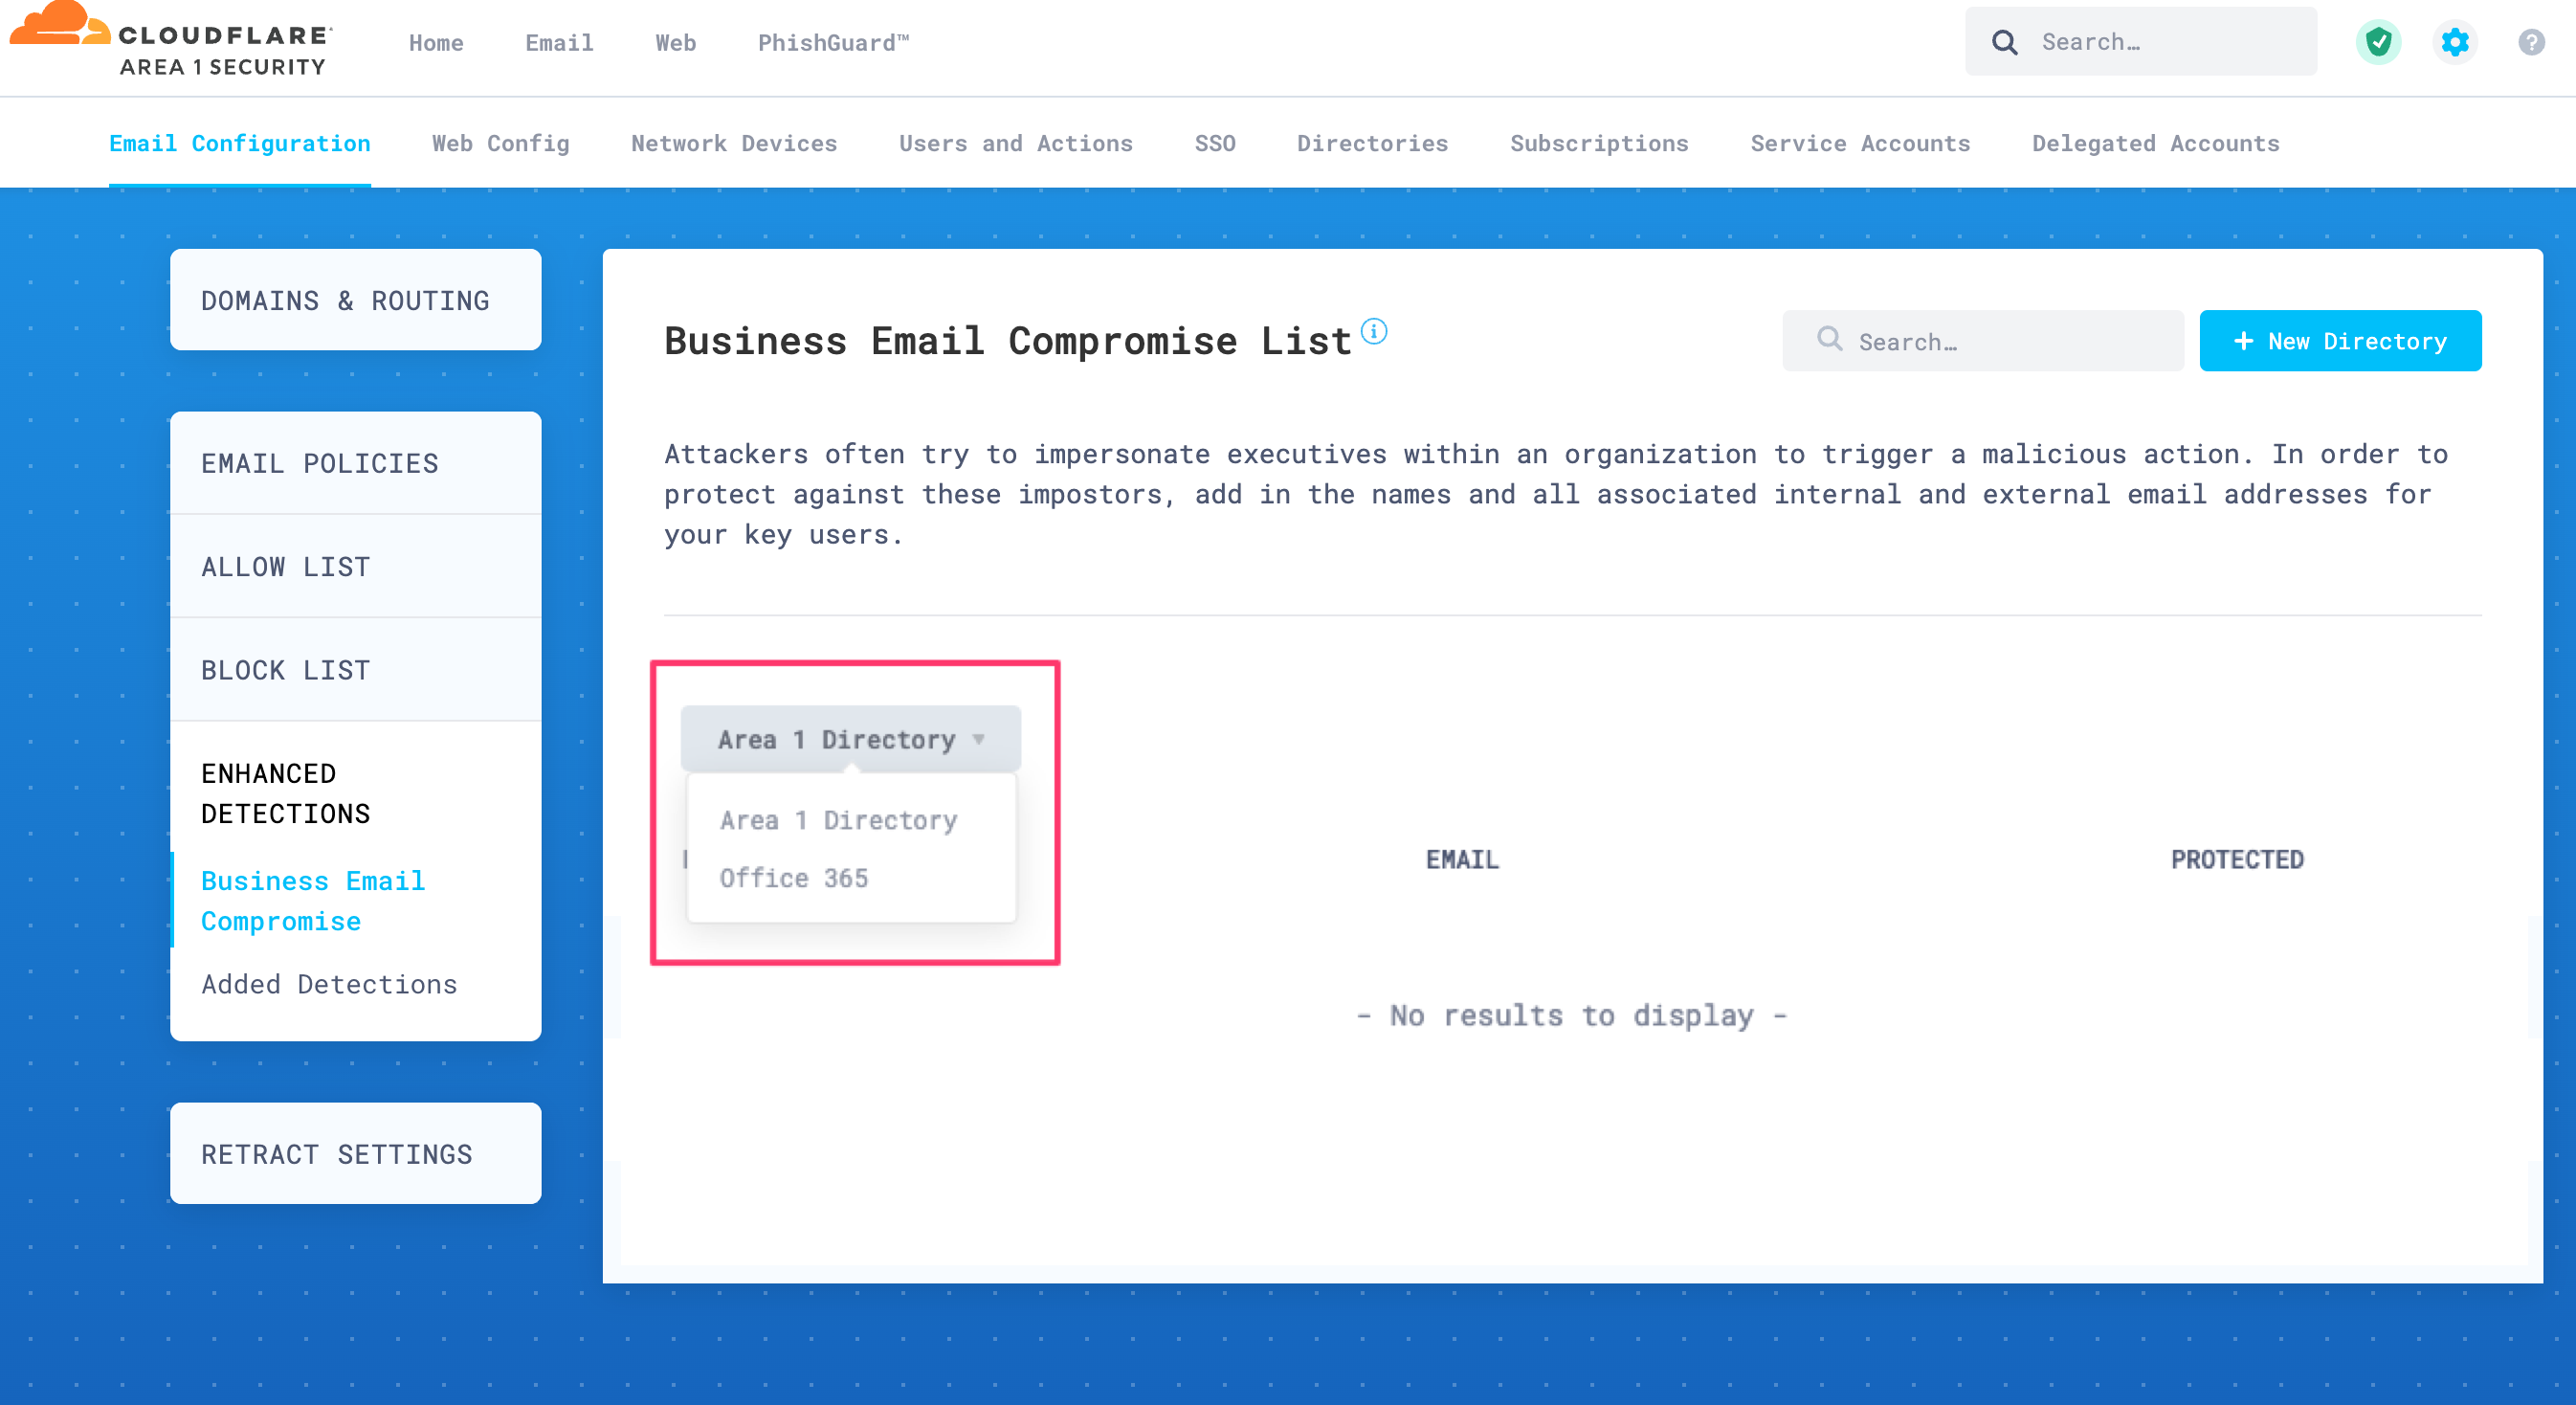 CLOUDFLARE
AREA 1 SECURITY
Home
Email
Web
PhishGuard™
Search…
Email Configuration
Web Config
Network Devices
Users and Actions
SSO
Directories
Subscriptions
Service Accounts
Delegated Accounts
DOMAINS & ROUTING
EMAIL POLICIES
ALLOW LIST
BLOCK LIST
ENHANCED
DETECTIONS
Business Email
Compromise
Added Detections
RETRACT SETTINGS
Business Email Compromise List
Search…
+ New Directory
Attackers often try to impersonate executives within an organization to trigger a malicious action. In order to
protect against these impostors, add in the names and all associated internal and external email addresses for
your key users.
Area 1 Directory
Area 1 Directory
Office 365
EMAIL
PROTECTED
- No results to display -